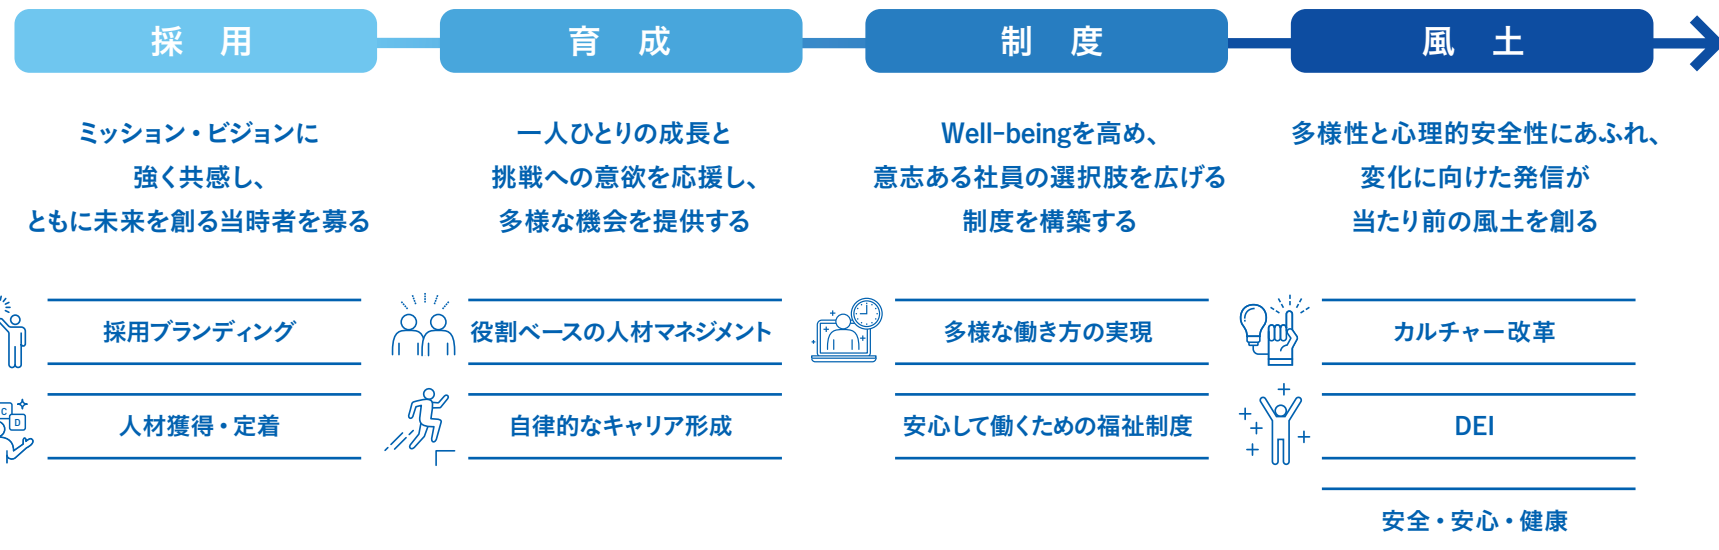 採 用
育 成
制 度
風 土
ミッション・ビジョンに
強く共感し、
ともに未来を創る当時者を募る
一人ひとりの成長と
挑戦への意欲を応援し、
多様な機会を提供する
Well-beingを高め、
意志ある社員の選択肢を広げる
制度を構築する
多様性と心理的安全性にあふれ、
変化に向けた発信が
当たり前の風土を創る
採用ブランディング
役割ベースの人材マネジメント
多様な働き方の実現
カルチャー改革
C
D
人材獲得・定着
自律的なキャリア形成
安心して働くための福祉制度
DEI
安全・安心・健康